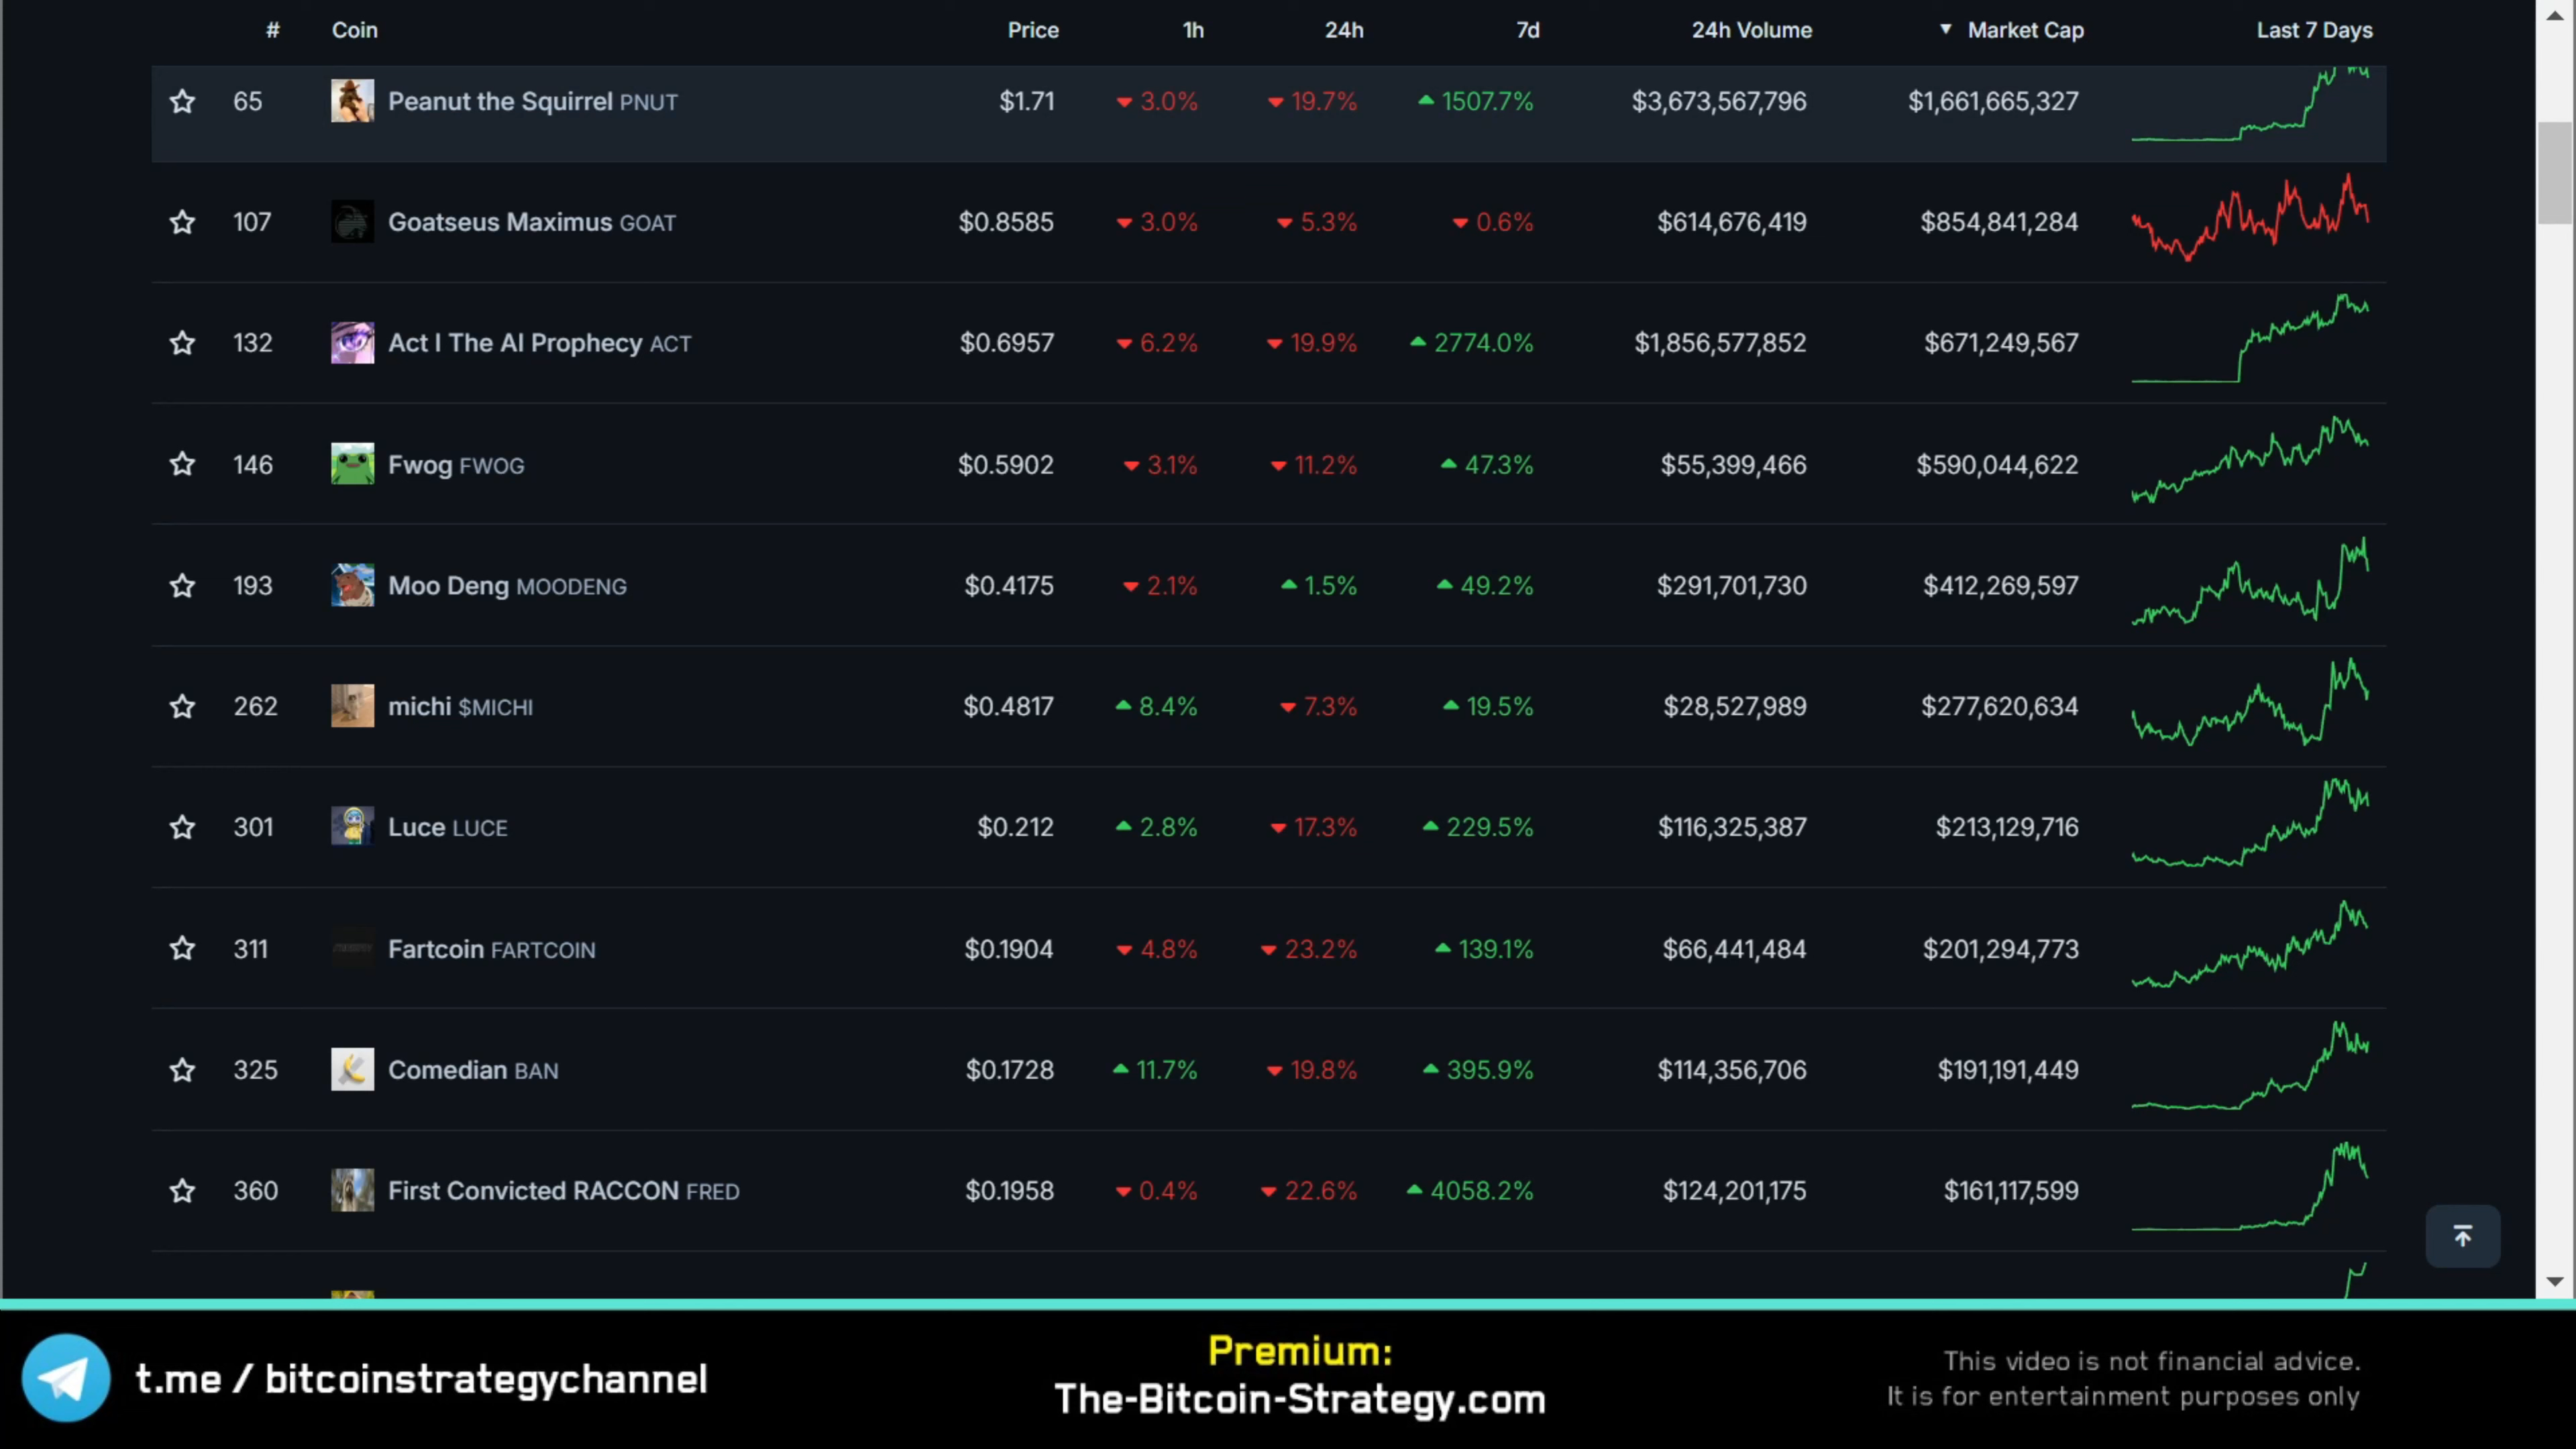 # Coin Price 1h 24h 7d 24h Volume ▼ Market Cap Last 7 Days
65 Peanut the Squirrel PNUT $1.71 ▼ 3.0% ▼ 19.7% ▲ 1507.7% $3,673,567,796 $1,661,665,327
107 Goatseus Maximus GOAT $0.8585 ▼ 3.0% ▼ 5.3% ▼ 0.6% $614,676,419 $854,841,284
132 Act I The AI Prophecy ACT $0.6957 ▼ 6.2% ▼ 19.9% ▲ 2774.0% $1,856,577,852 $671,249,567
146 Fwog FWOG $0.5902 ▼ 3.1% ▼ 11.2% ▲ 47.3% $55,399,466 $590,044,622
193 Moo Deng MOODENG $0.4175 ▼ 2.1% ▲ 1.5% ▲ 49.2% $291,701,730 $412,269,597
262 michi $MICHI $0.4817 ▲ 8.4% ▼ 7.3% ▲ 19.5% $28,527,989 $277,620,634
301 Luce LUCE $0.212 ▲ 2.8% ▼ 17.3% ▲ 229.5% $116,325,387 $213,129,716
311 Fartcoin FARTCOIN $0.1904 ▼ 4.8% ▼ 23.2% ▲ 139.1% $66,441,484 $201,294,773
325 Comedian BAN $0.1728 ▲ 11.7% ▼ 19.8% ▲ 395.9% $114,356,706 $191,191,449
360 First Convicted RACCON FRED $0.1958 ▼ 0.4% ▼ 22.6% ▲ 4058.2% $124,201,175 $161,117,599
t.me / bitcoinstrategychannel
Premium:
The-Bitcoin-Strategy.com
This video is not financial advice.
It is for entertainment purposes only